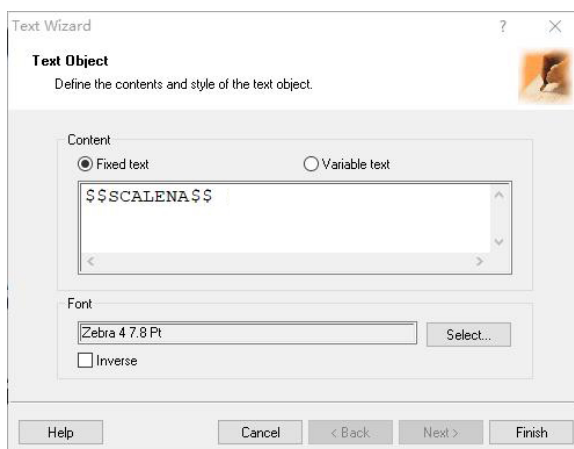 Text Wizard ?
Text Object
Define the contents and style of the text object.
Content
Fixed text Variable text
$$SCALENA$$
Font
Zebra 4 7.8 Pt Select...
Inverse
Help Cancel < Back Next > Finish